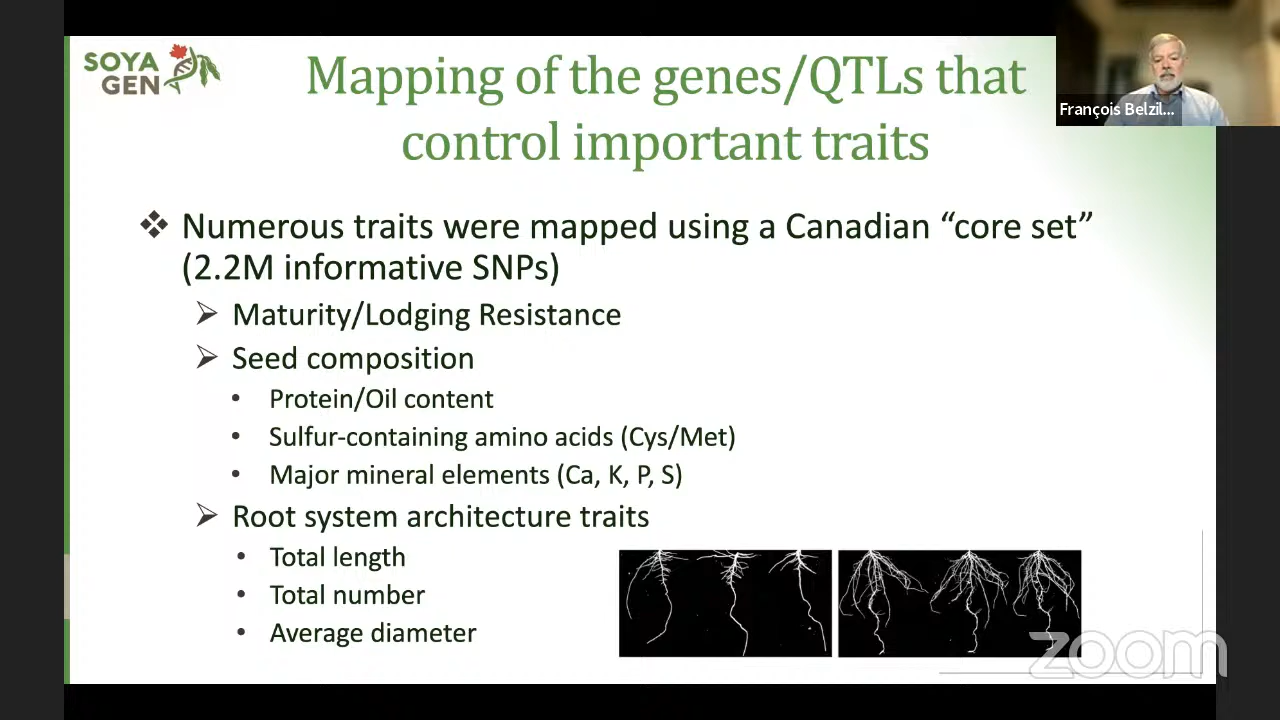 SOYA
GEN
Mapping of the genes/QTLs that
control important traits
François Belzil...
❖ Numerous traits were mapped using a Canadian “core set”
(2.2M informative SNPs)
➢ Maturity/Lodging Resistance
➢ Seed composition
• Protein/Oil content
• Sulfur-containing amino acids (Cys/Met)
• Major mineral elements (Ca, K, P, S)
➢ Root system architecture traits
• Total length
• Total number
• Average diameter
zoom